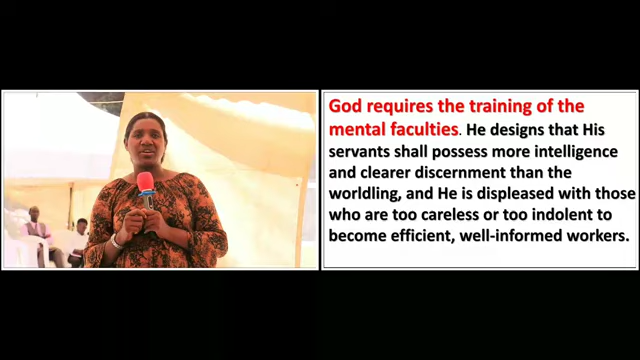 God requires the training of the
mental faculties. He designs that His
servants shall possess more intelligence
and clearer discernment than the
worldling, and He is displeased with those
who are too careless or too indolent to
become efficient, well-informed workers.